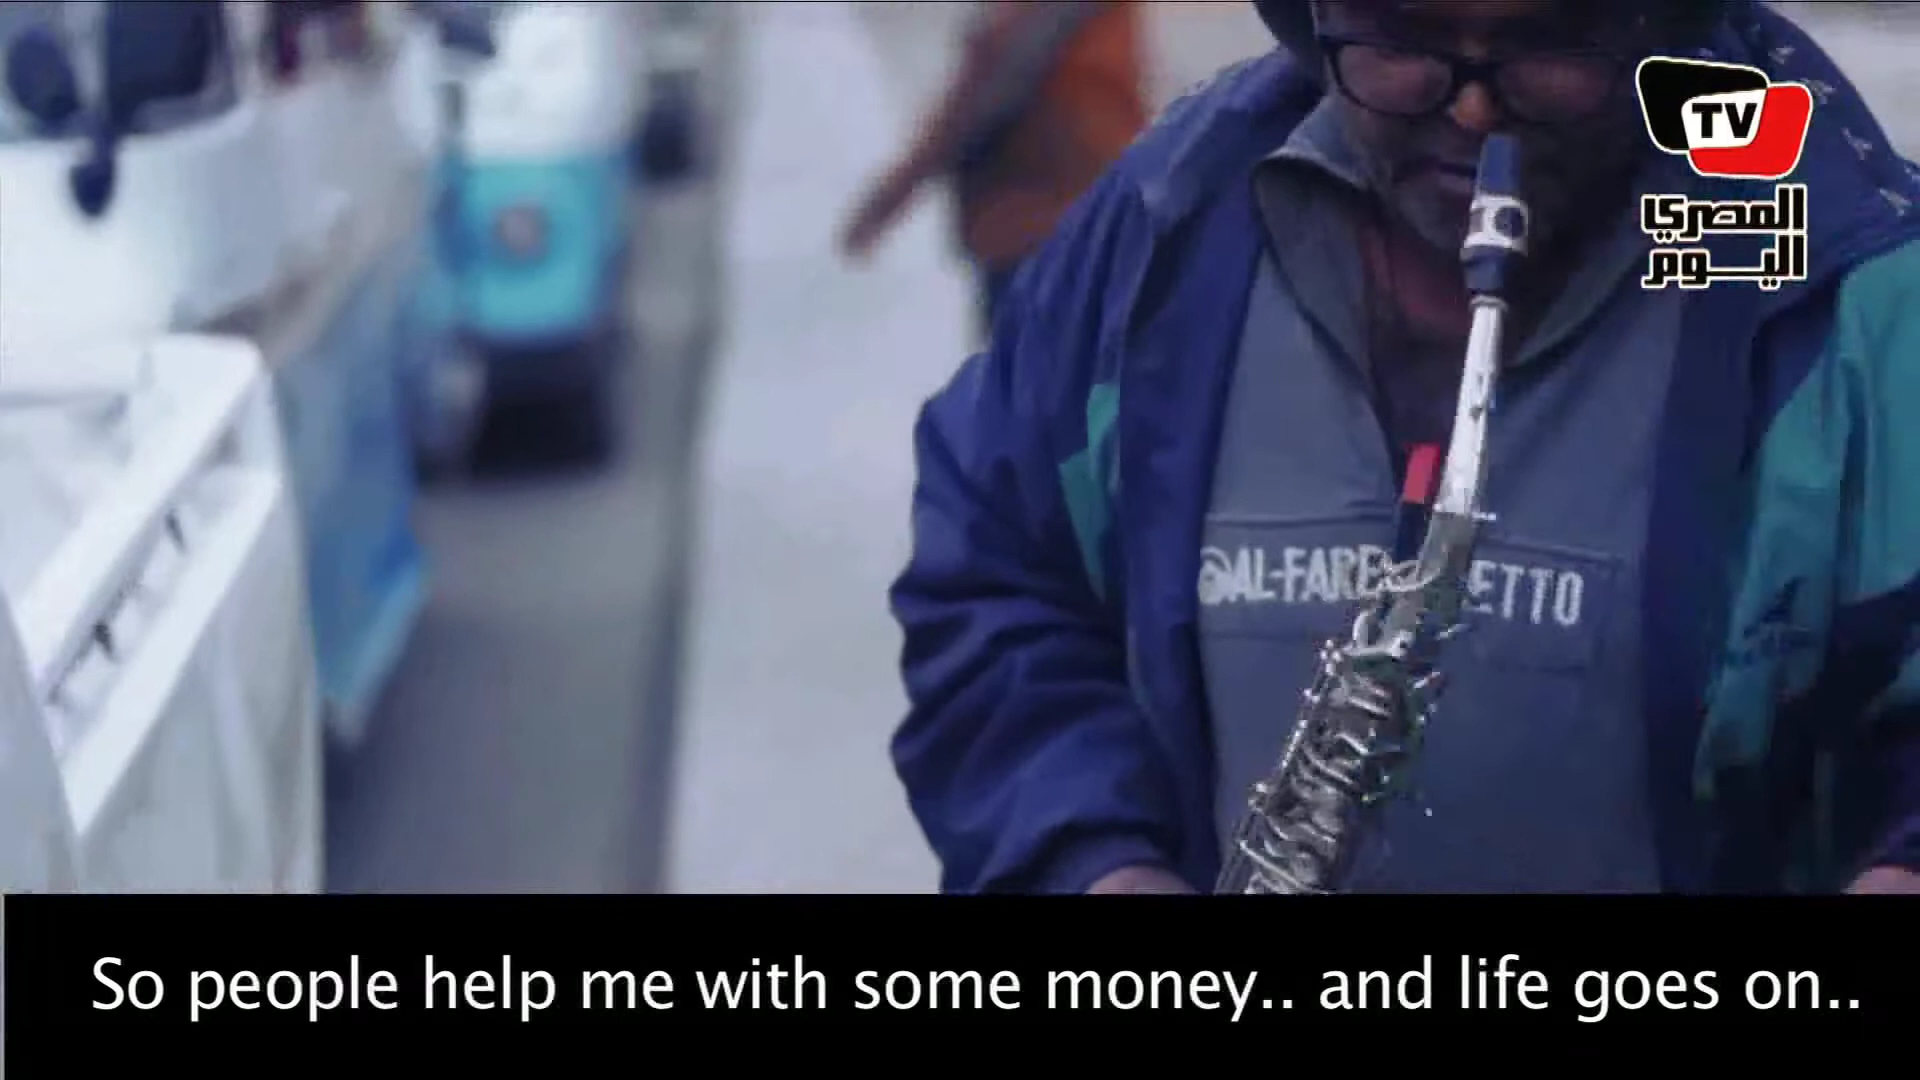 TV
المصري
اليوم
@AL-FARE ETTO
So people help me with some money.. and life goes on..